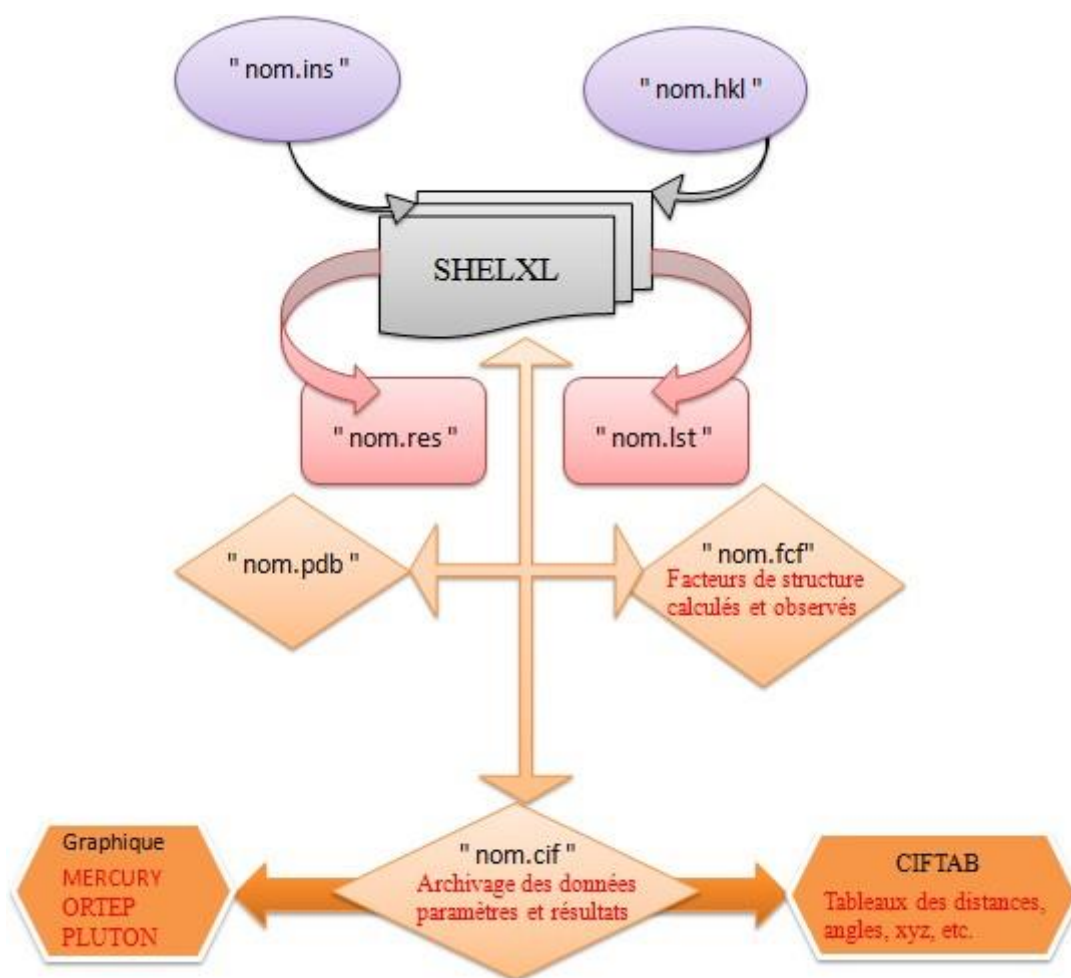 " nom.ins "
" nom.hkl "
SHELXL
" nom.res "
" nom.lst "
" nom.pdb "
" nom.fcf"
Facteurs de structure
calculés et observés
Graphique
MERCURY
ORTEP
PLUTON
" nom.cif "
Archivage des données
paramètres et résultats
CIFTAB
Tableaux des distances,
angles, xyz, etc.